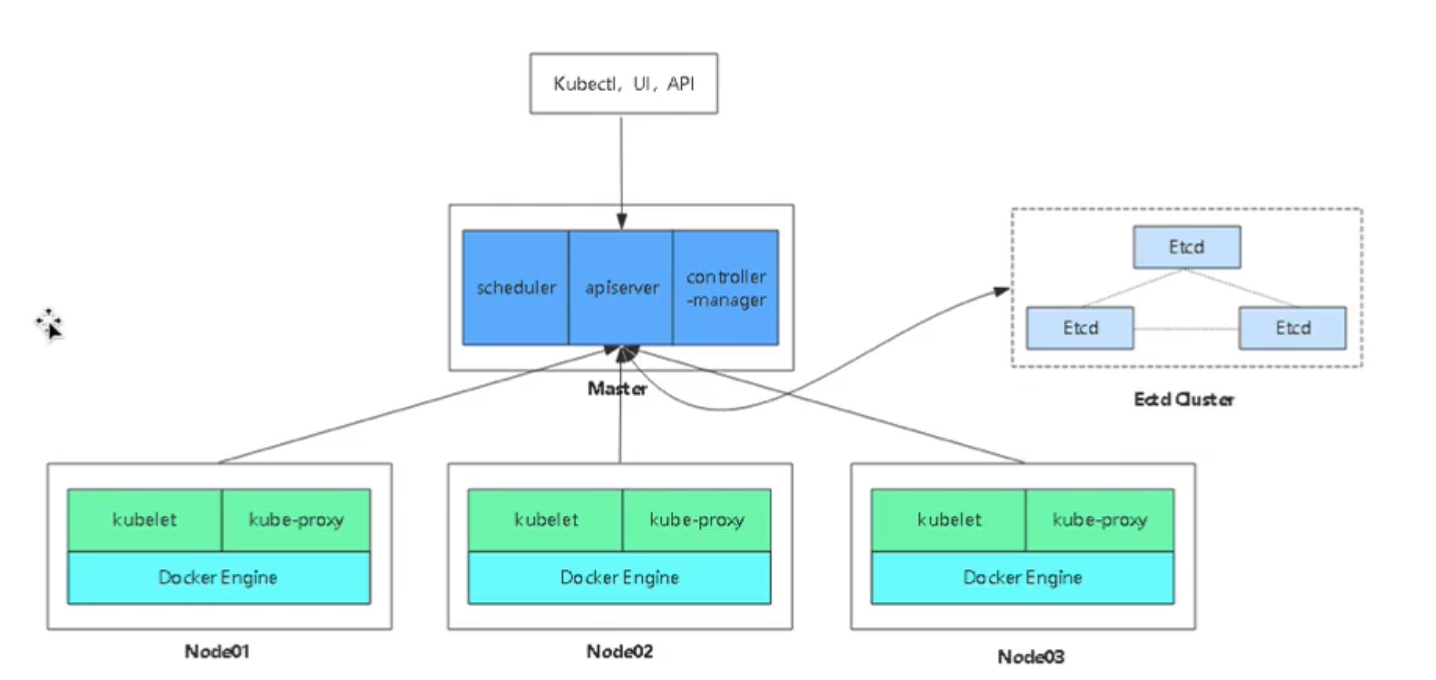 Kubectl, UI, API
scheduler
apiserver
controller
-manager
Master
Etcd
Etcd
Etcd
Ectd Cluster
kubelet
kube-proxy
Docker Engine
Node01
kubelet
kube-proxy
Docker Engine
Node02
kubelet
kube-proxy
Docker Engine
Node03